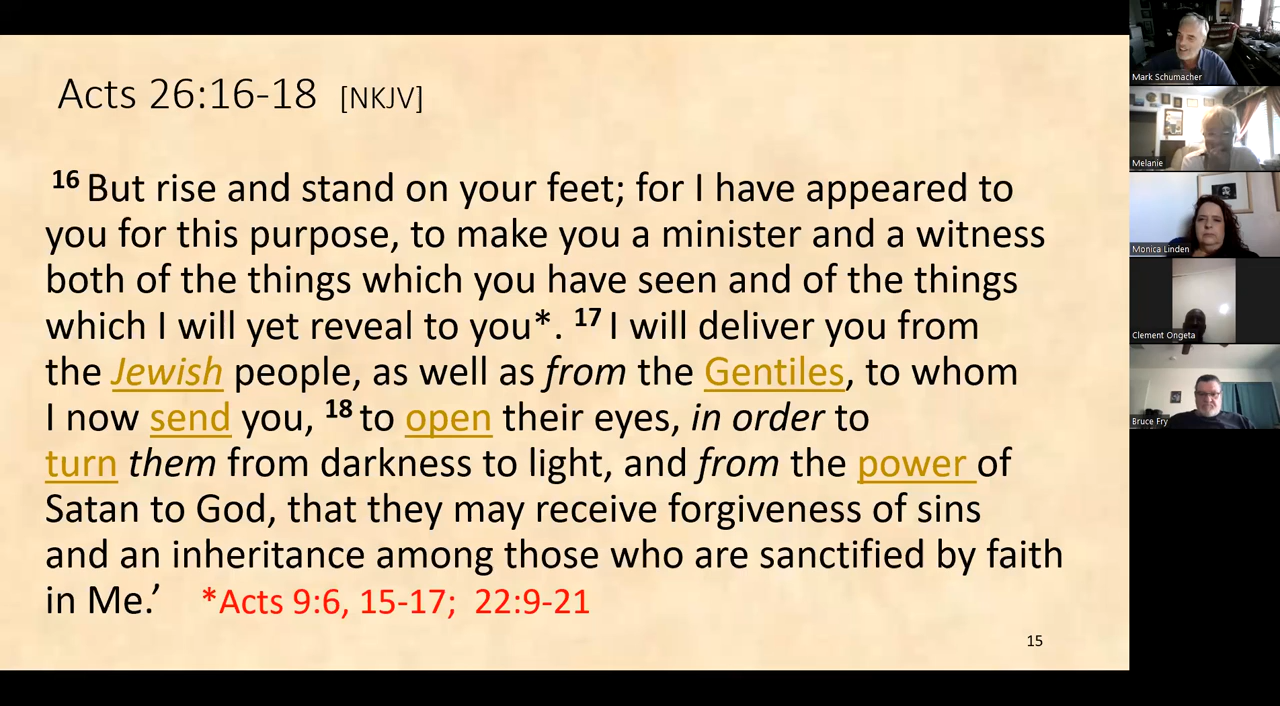 Acts 26:16-18 [NKJV]
16 But rise and stand on your feet; for I have appeared to
you for this purpose, to make you a minister and a witness
both of the things which you have seen and of the things
which I will yet reveal to you*. 17 I will deliver you from
the Jewish people, as well as from the Gentiles, to whom
I now send you, 18 to open their eyes, in order to
turn them from darkness to light, and from the power of
Satan to God, that they may receive forgiveness of sins
and an inheritance among those who are sanctified by faith
in Me.’ *Acts 9:6, 15-17; 22:9-21
15
Mark Schumacher
Melanie
Monica Linden
Clement Ongeta
Bruce Fry